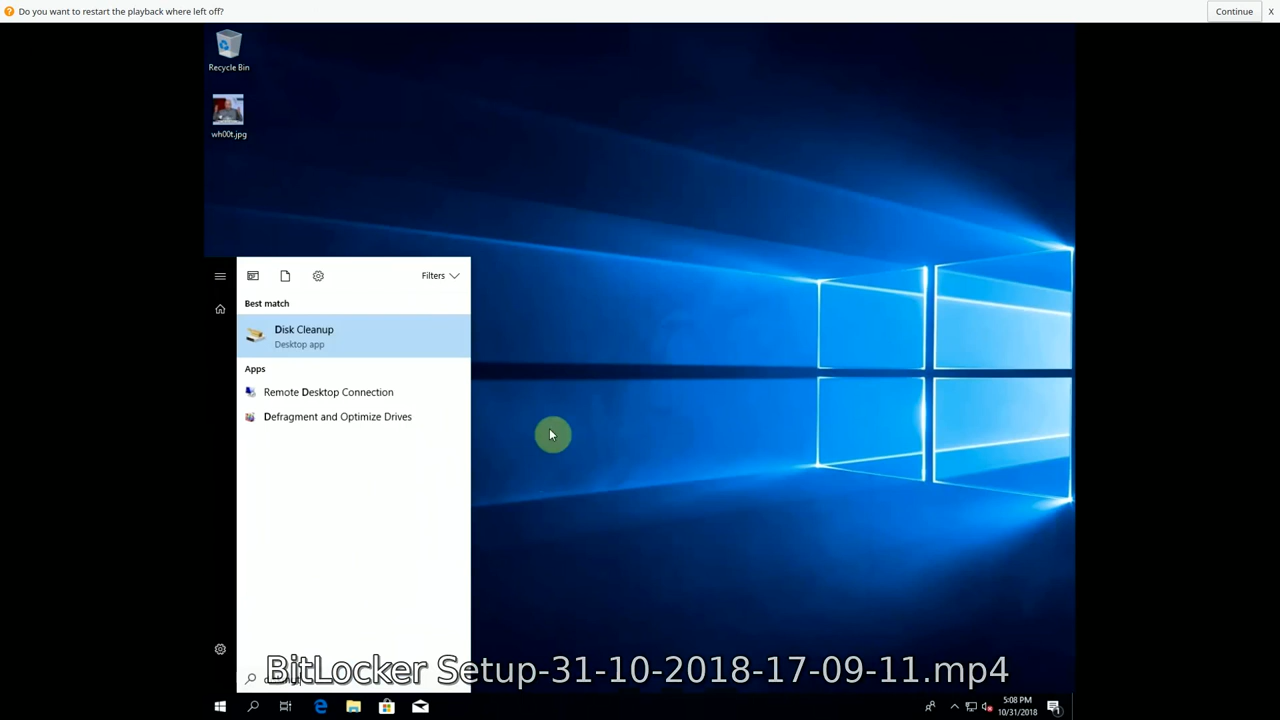 Do you want to restart the playback where left off?
Continue
X
Recycle Bin
wh00t.jpg
Filters
Best match
Disk Cleanup
Desktop app
Apps
Remote Desktop Connection
Defragment and Optimize Drives
BitLocker Setup-31-10-2018-17-09-11.mp4
5:08 PM
10/31/2018
1